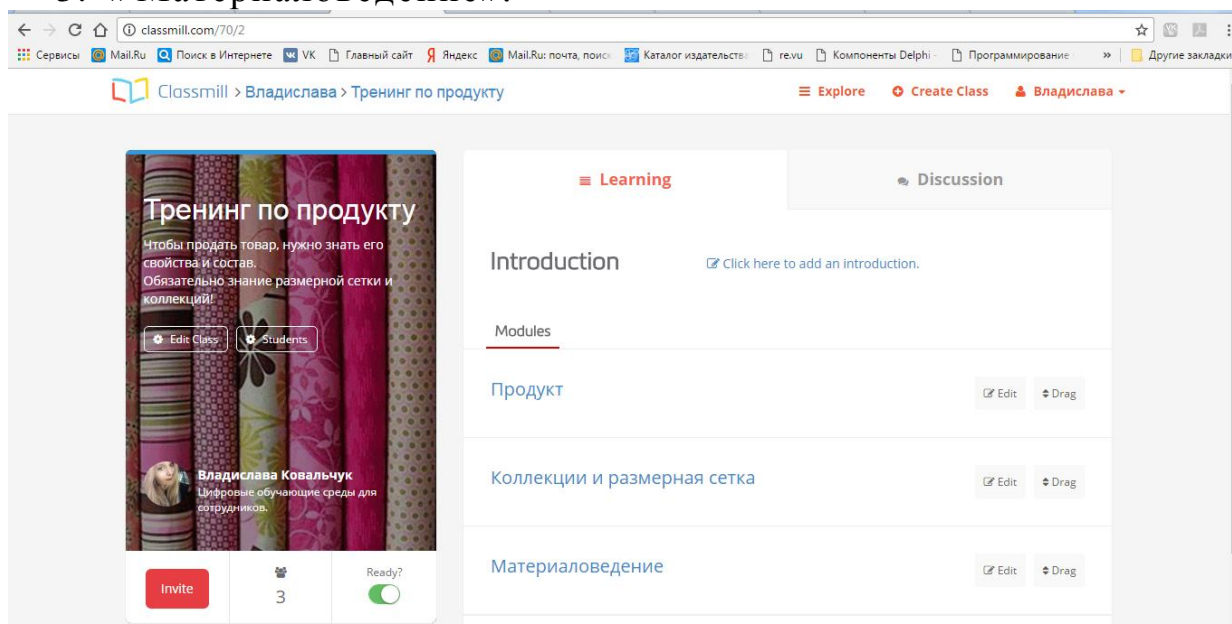 3. «Материаловедение».
classmill.com/70/2
Сервисы Mail.Ru Поиск в Интернете VK Главный сайт Яндекс Mail.Ru: почта, поиск Каталог издательства re.vu Компоненты Delphi - Программирование » Другие закладки
Classmill > Владислава > Тренинг по продукту Explore Create Class Владислава
Learning Discussion
Тренинг по продукту
Чтобы продать товар, нужно знать его
свойства и состав.
Обязательно знание размерной сетки и
коллекций!
Edit Class Students
Владислава Ковальчук
Цифровые обучающие среды для
сотрудников.
Invite 3 Ready?
Introduction Click here to add an introduction.
Modules
Продукт Edit Drag
Коллекции и размерная сетка Edit Drag
Материаловедение Edit Drag